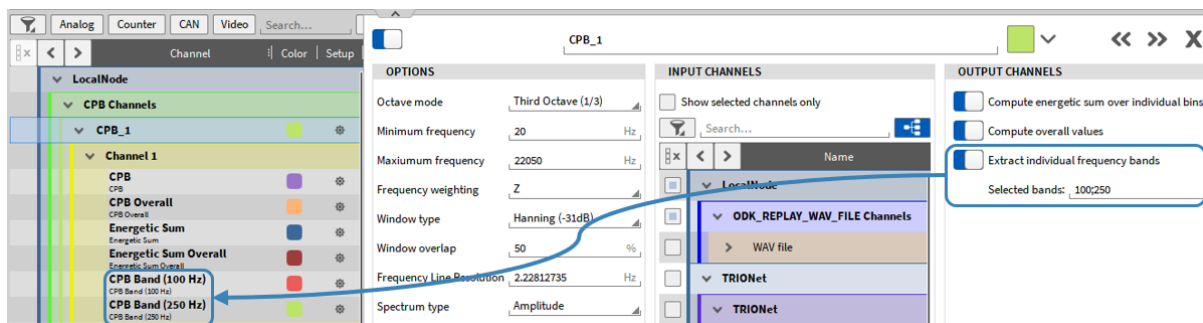 Analog Counter CAN Video Search...
Channel Color Setup
LocalNode
CPB Channels
CPB_1
Channel 1
CPB
CPB
CPB Overall
CPB Overall
Energetic Sum
Energetic Sum
Energetic Sum Overall
Energetic Sum Overall
CPB Band (100 Hz)
CPB Band (100 Hz)
CPB Band (250 Hz)
CPB Band (250 Hz)
CPB_1
X
OPTIONS
Octave mode Third Octave (1/3)
Minimum frequency 20 Hz
Maxiumum frequency 22050 Hz
Frequency weighting Z
Window type Hanning (-31dB)
Window overlap 50 %
Frequency Line Resolution 2.22812735 Hz
Spectrum type Amplitude
INPUT CHANNELS
Show selected channels only
Search...
Name
LocalNode
ODK_REPLAY_WAV_FILE Channels
WAV file
TRIONet
TRIONet
OUTPUT CHANNELS
Compute energetic sum over individual bins
Compute overall values
Extract individual frequency bands
Selected bands: 100;250